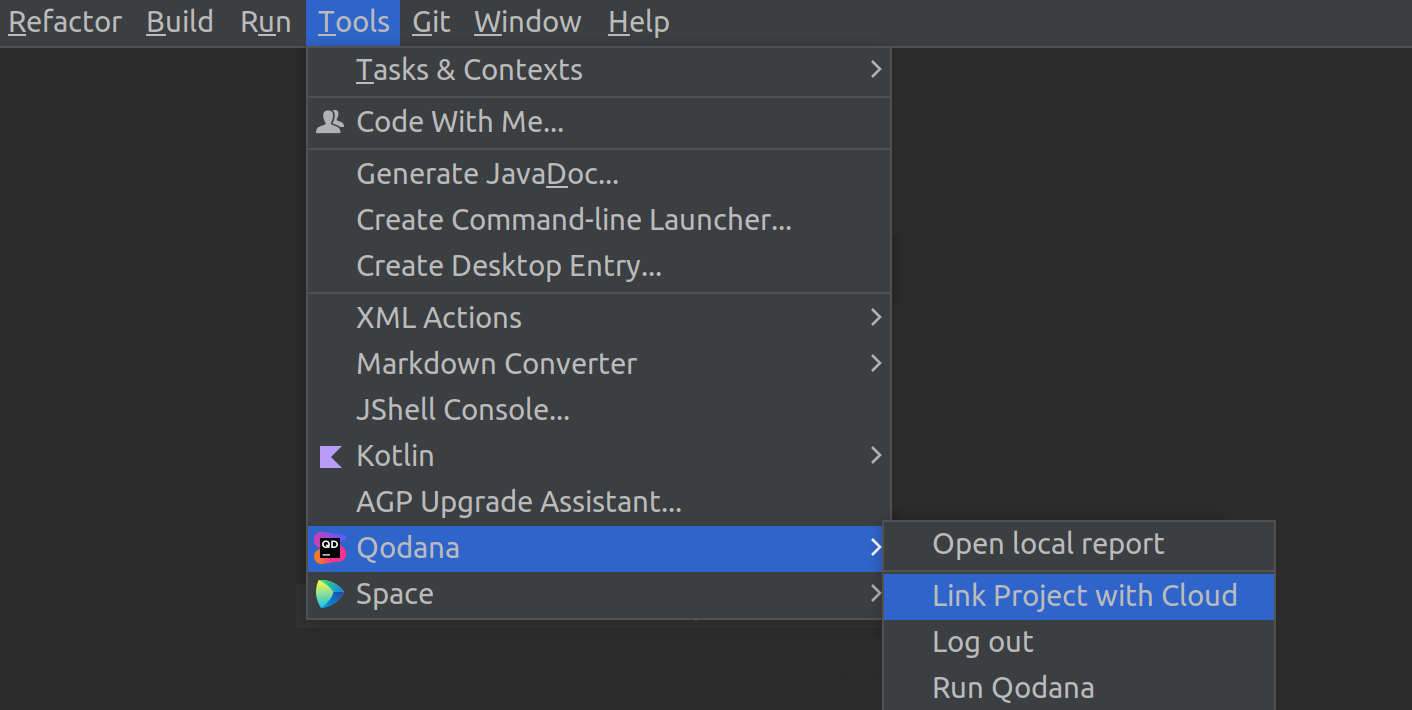 Refactor Build Run Tools Git Window Help
Tasks & Contexts
Code With Me...
Generate JavaDoc...
Create Command-line Launcher...
Create Desktop Entry...
XML Actions
Markdown Converter
JShell Console...
Kotlin
AGP Upgrade Assistant...
QD Qodana
Space
Open local report
Link Project with Cloud
Log out
Run Qodana